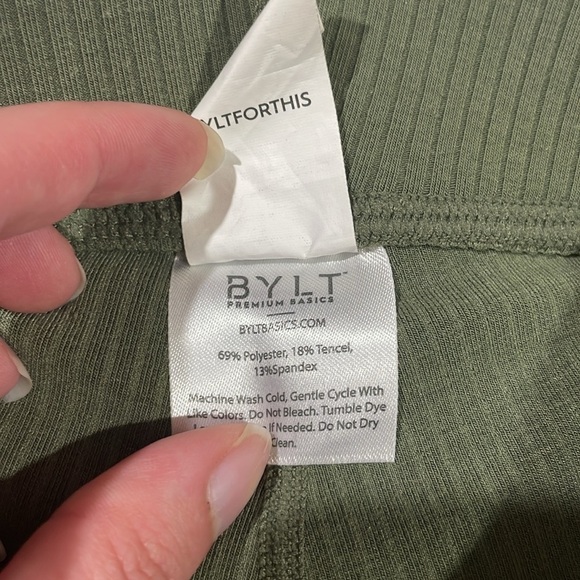 YLTFORTHIS
BYLT™
PREMIUM BASICS
BYLTBASICS.COM
69% Polyester, 18% Tencel,
13%Spandex
Machine Wash Cold, Gentle Cycle With
Like Colors. Do Not Bleach. Tumble Dye
If Needed. Do Not Dry
Clean.